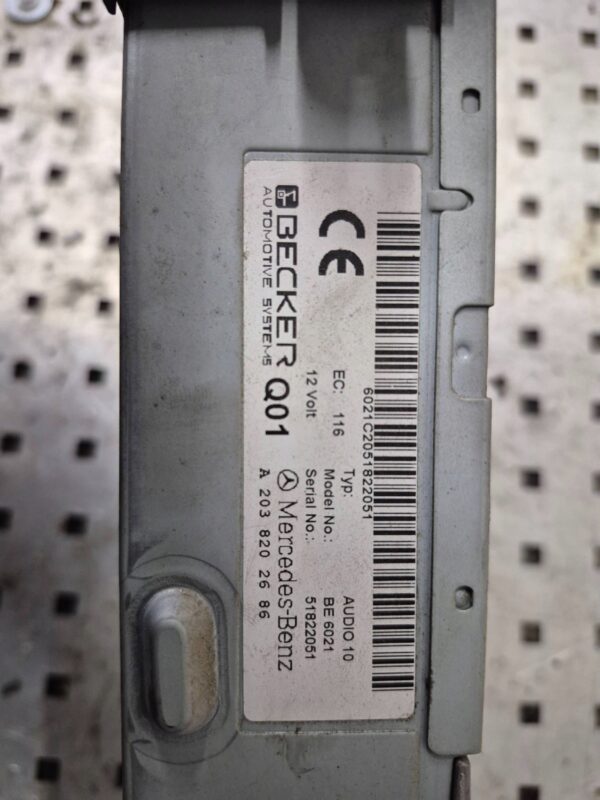 6021C2051822051
CE
EC: 116
12 Volt
Typ: AUDIO 10
Model No.: BE 6021
Serial No.: 51822051
BECKER
AUTOMOTIVE SYSTEMS
Q01
Mercedes-Benz
A 203 820 26 86